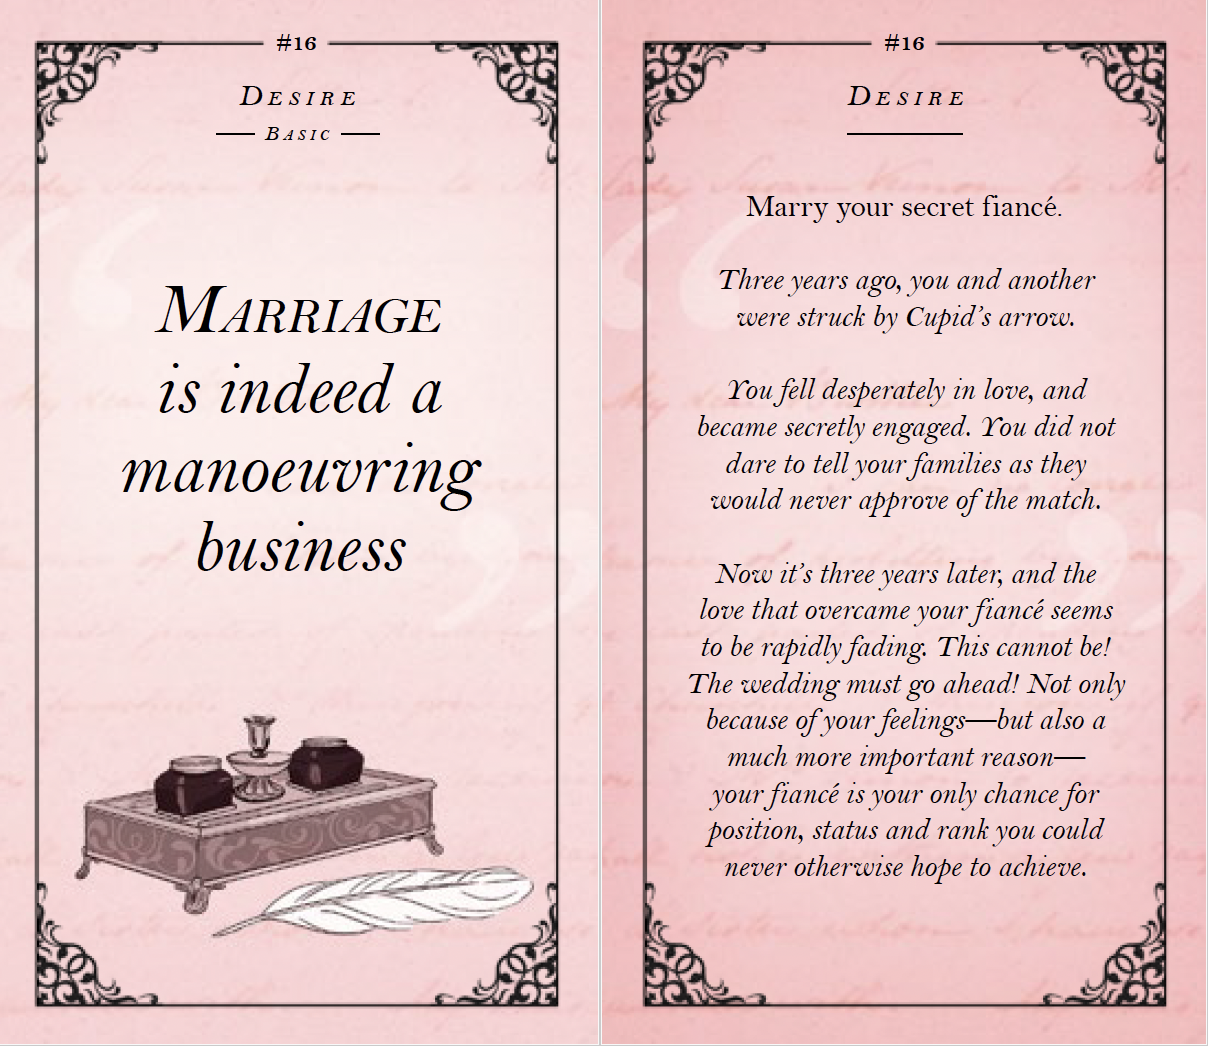 #16
DESIRE
BASIC
MARRIAGE
is indeed a
manoeuvring
business
#16
DESIRE
Marry your secret fiancé.
Three years ago, you and another
were struck by Cupid’s arrow.
You fell desperately in love, and
became secretly engaged. You did not
dare to tell your families as they
would never approve of the match.
Now it’s three years later, and the
love that overcame your fiancé seems
to be rapidly fading. This cannot be!
The wedding must go ahead! Not only
because of your feelings—but also a
much more important reason—
your fiancé is your only chance for
position, status and rank you could
never otherwise hope to achieve.